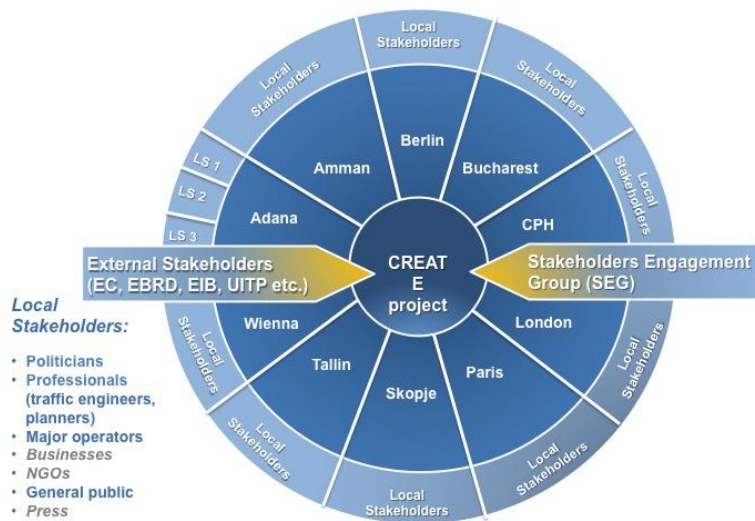 Local
Stakeholders
Local
Stakeholders
Local
Stakeholders
Local
Stakeholders
LS 1
LS 2
LS 3
Berlin
Amman
Bucharest
Adana
CPH
External Stakeholders
(EC, EBRD, EIB, UITP etc.)
CREAT
E
project
Stakeholders Engagement
Group (SEG)
Wienna
London
Tallin
Paris
Skopje
Local
Stakeholders
Local
Stakeholders
Local
Stakeholders
Local
Stakeholders
Local
Stakeholders
Local
Stakeholders:
• Politicians
• Professionals
(traffic engineers,
planners)
• Major operators
• Businesses
• NGOs
• General public
• Press